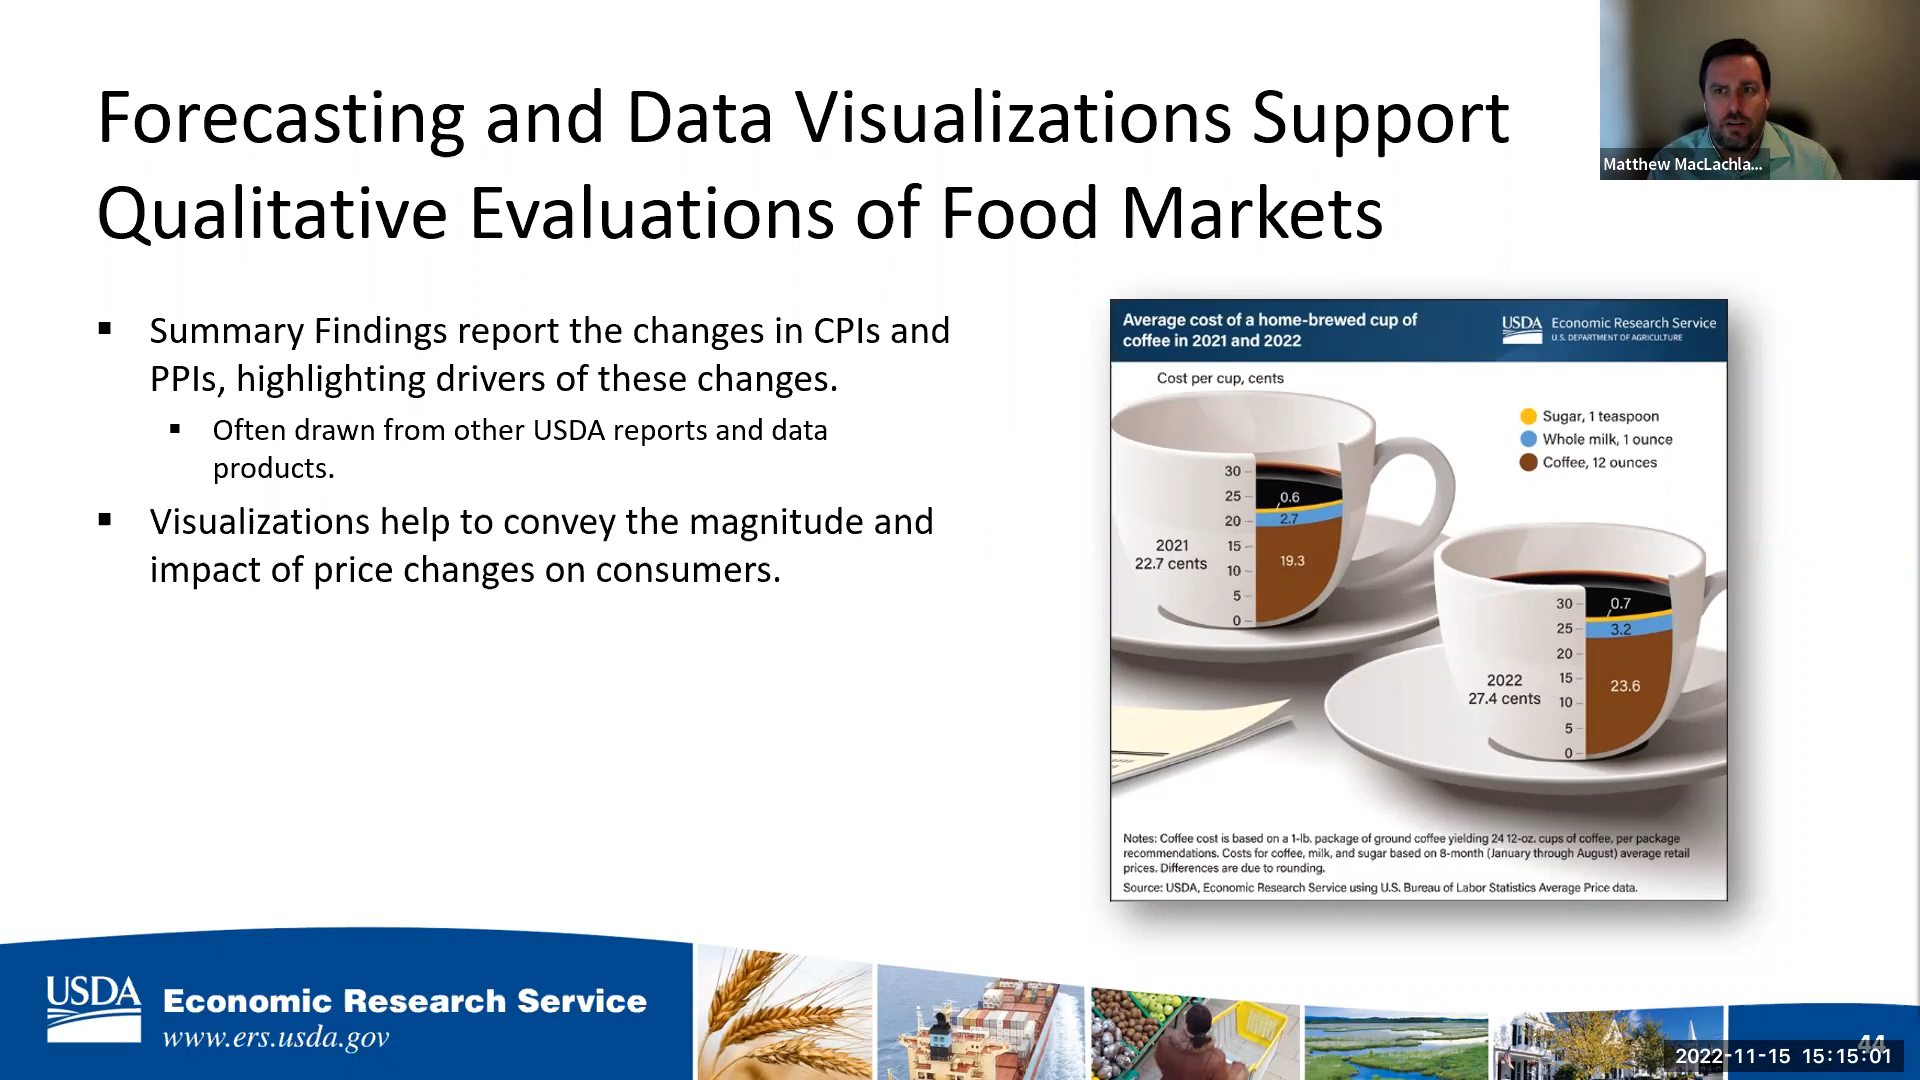 Forecasting and Data Visualizations Support
Qualitative Evaluations of Food Markets
Matthew MacLachla...
▪ Summary Findings report the changes in CPIs and
PPIs, highlighting drivers of these changes.
▪ Often drawn from other USDA reports and data
products.
▪ Visualizations help to convey the magnitude and
impact of price changes on consumers.
Average cost of a home-brewed cup of
coffee in 2021 and 2022
USDA Economic Research Service
U.S. DEPARTMENT OF AGRICULTURE
Cost per cup, cents
Sugar, 1 teaspoon
Whole milk, 1 ounce
Coffee, 12 ounces
30
25
20
15
10
5
0
0.6
2.7
19.3
2021
22.7 cents
30
25
20
15
10
5
0
0.7
3.2
23.6
2022
27.4 cents
Notes: Coffee cost is based on a 1-lb. package of ground coffee yielding 24 12-oz. cups of coffee, per package
recommendations. Costs for coffee, milk, and sugar based on 8-month (January through August) average retail
prices. Differences are due to rounding.
Source: USDA, Economic Research Service using U.S. Bureau of Labor Statistics Average Price data.
USDA Economic Research Service
www.ers.usda.gov
44
2022-11-15 15:15:01